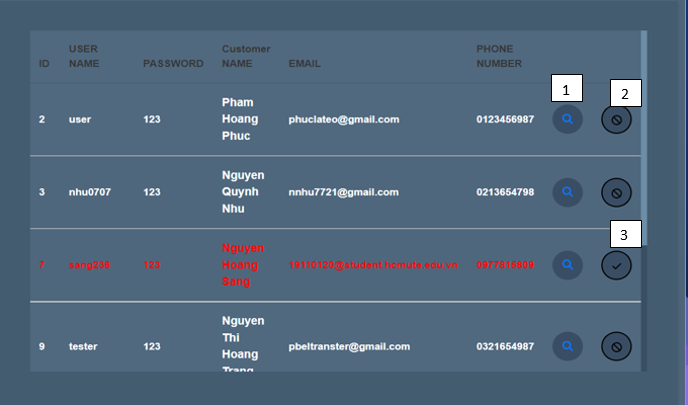 USER
Customer
PHONE
ID NAME PASSWORD NAME EMAIL NUMBER
1
2
Pham
2 user 123 Hoang phuclateo@gmail.com 0123456987
Phuc
Nguyen
3 nhu0707 123 Quynh nnhu7721@gmail.com 0213654798
Nhu
3
Nguyen
7 sang236 123 Hoang 19110120@student.hcmute.edu.vn
Sang
Nguyen
Thi
9 tester 123 Hoang pbeltranster@gmail.com 0321654987
Trang